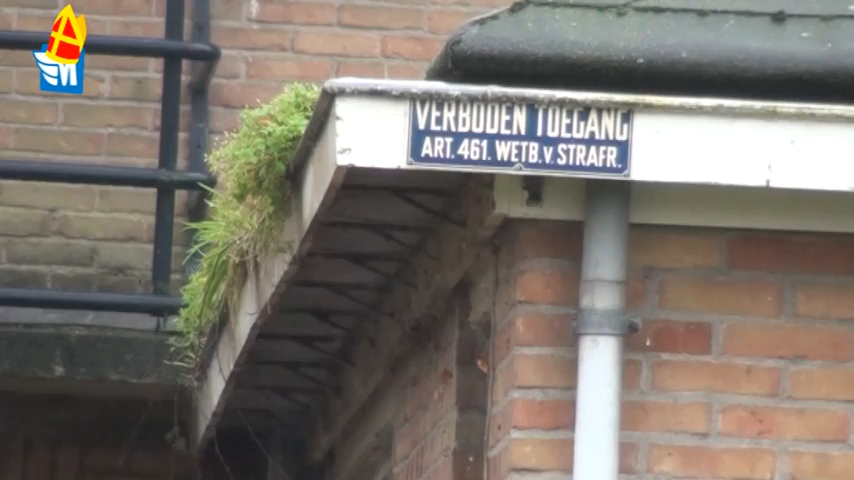 VERBODEN TOEGANG
ART. 461. WETB. v. STRAFR.